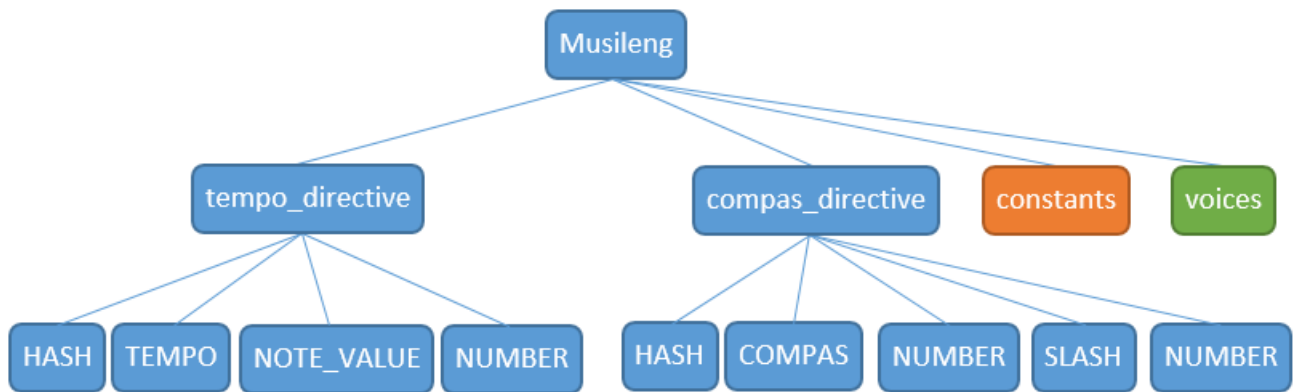 Musileng
tempo_directive compas_directive constants voices
HASH TEMPO NOTE_VALUE NUMBER HASH COMPAS NUMBER SLASH NUMBER